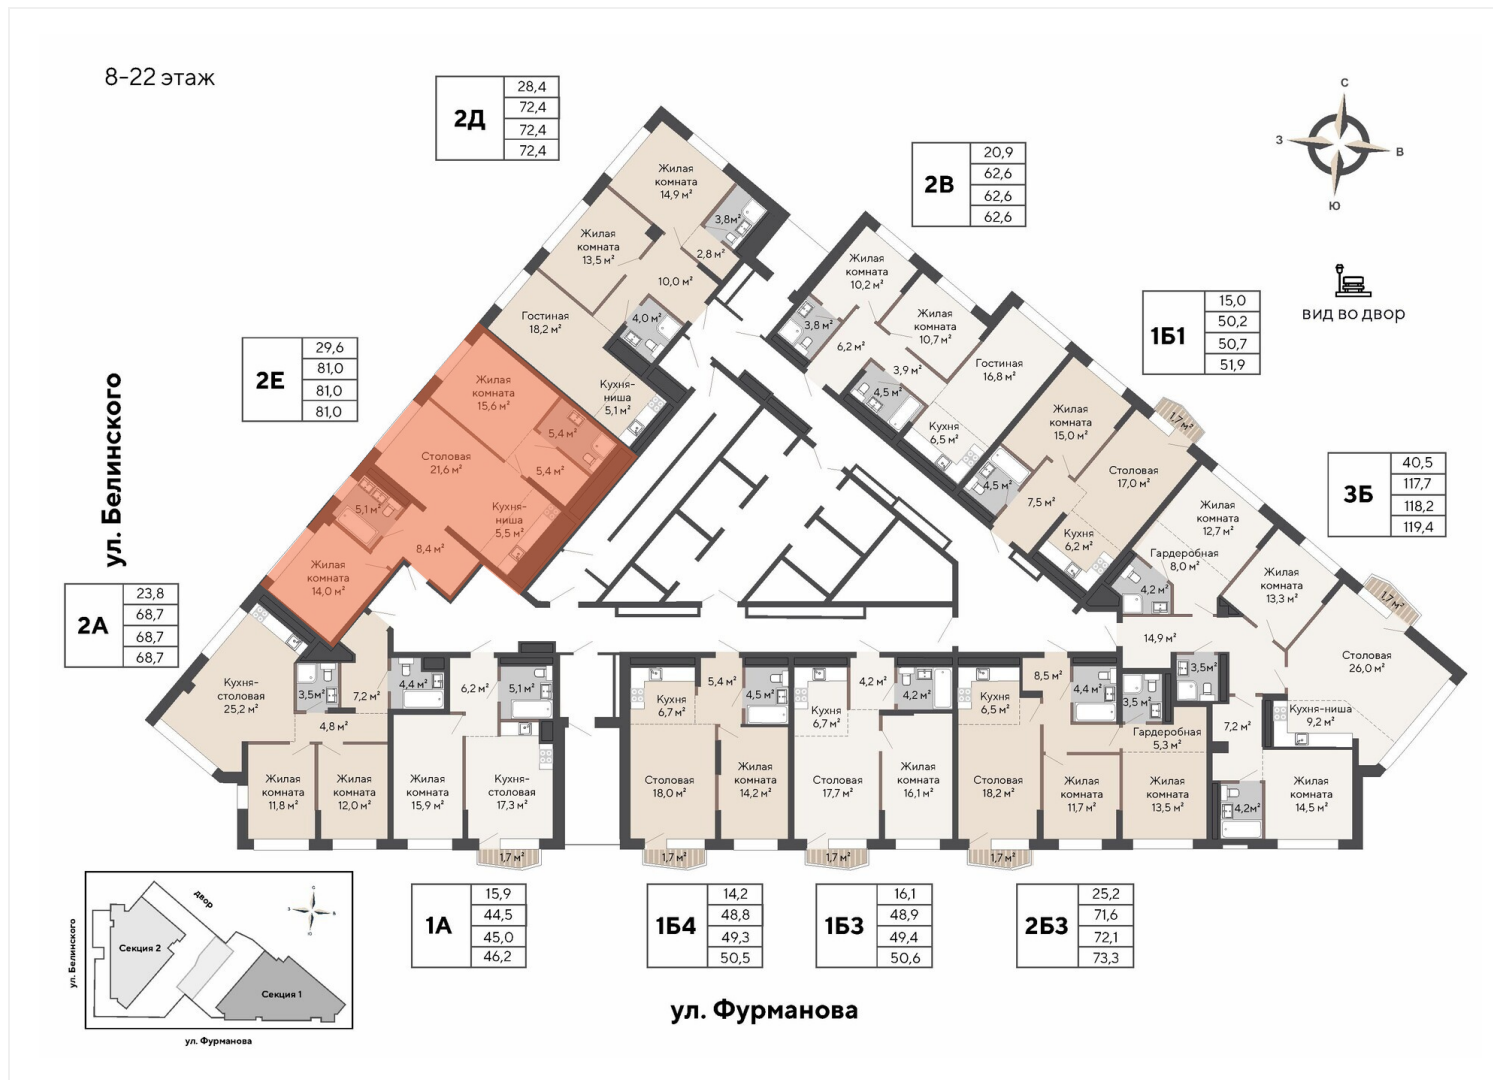 8-22 этаж
2Д
28,4
72,4
72,4
72,4
2В
20,9
62,6
62,6
62,6
С
З
В
Ю
вид во двор
2Е
29,6
81,0
81,0
81,0
1Б1
15,0
50,2
50,7
51,9
3Б
40,5
117,7
118,2
119,4
2А
23,8
68,7
68,7
68,7
ул. Белинского
Жилая
комната
14,9 м²
3,8м²
2,8 м²
Жилая
комната
13,5 м²
10,0 м²
Гостиная
18,2 м²
4,0 м²
Кухня-
ниша
5,1 м²
Жилая
комната
15,6 м²
5,4 м²
5,4 м²
Столовая
21,6 м²
Кухня-
ниша
5,5 м²
5,1 м²
8,4 м²
Жилая
комната
14,0 м²
Кухня-
столовая
25,2 м²
3,5м²
7,2 м²
4,8 м²
Жилая
комната
11,8 м²
Жилая
комната
12,0 м²
4,4 м²
6,2 м²
5,1 м²
Жилая
комната
15,9 м²
Кухня-
столовая
17,3 м²
1,7 м²
Жилая
комната
10,2 м²
3,8 м²
6,2 м²
Жилая
комната
10,7 м²
3,9 м²
4,5 м²
Гостиная
16,8 м²
Кухня
6,5 м²
Жилая
комната
15,0 м²
1,7 м²
Столовая
17,0 м²
4,5 м²
7,5 м²
Кухня
6,2 м²
Жилая
комната
12,7 м²
Гардеробная
8,0 м²
4,2 м²
Жилая
комната
13,3 м²
1,7 м²
14,9 м²
Столовая
26,0 м²
3,5м²
Кухня-ниша
9,2 м²
7,2 м²
4,2м²
Жилая
комната
14,5 м²
5,4 м²
Кухня
6,7 м²
4,5 м²
Столовая
18,0 м²
Жилая
комната
14,2 м²
1,7 м²
4,2 м²
Кухня
6,7 м²
4,2 м²
Столовая
17,7 м²
Жилая
комната
16,1 м²
1,7 м²
8,5 м²
Кухня
6,5 м²
4,4 м²
3,5 м²
Гардеробная
5,3 м²
Столовая
18,2 м²
Жилая
комната
11,7 м²
Жилая
комната
13,5 м²
1,7 м²
1А
15,9
44,5
45,0
46,2
1Б4
14,2
48,8
49,3
50,5
1Б3
16,1
48,9
49,4
50,6
2Б3
25,2
71,6
72,1
73,3
ул. Фурманова
ул. Белинского
двор
Секция 2
Секция 1
ул. Фурманова